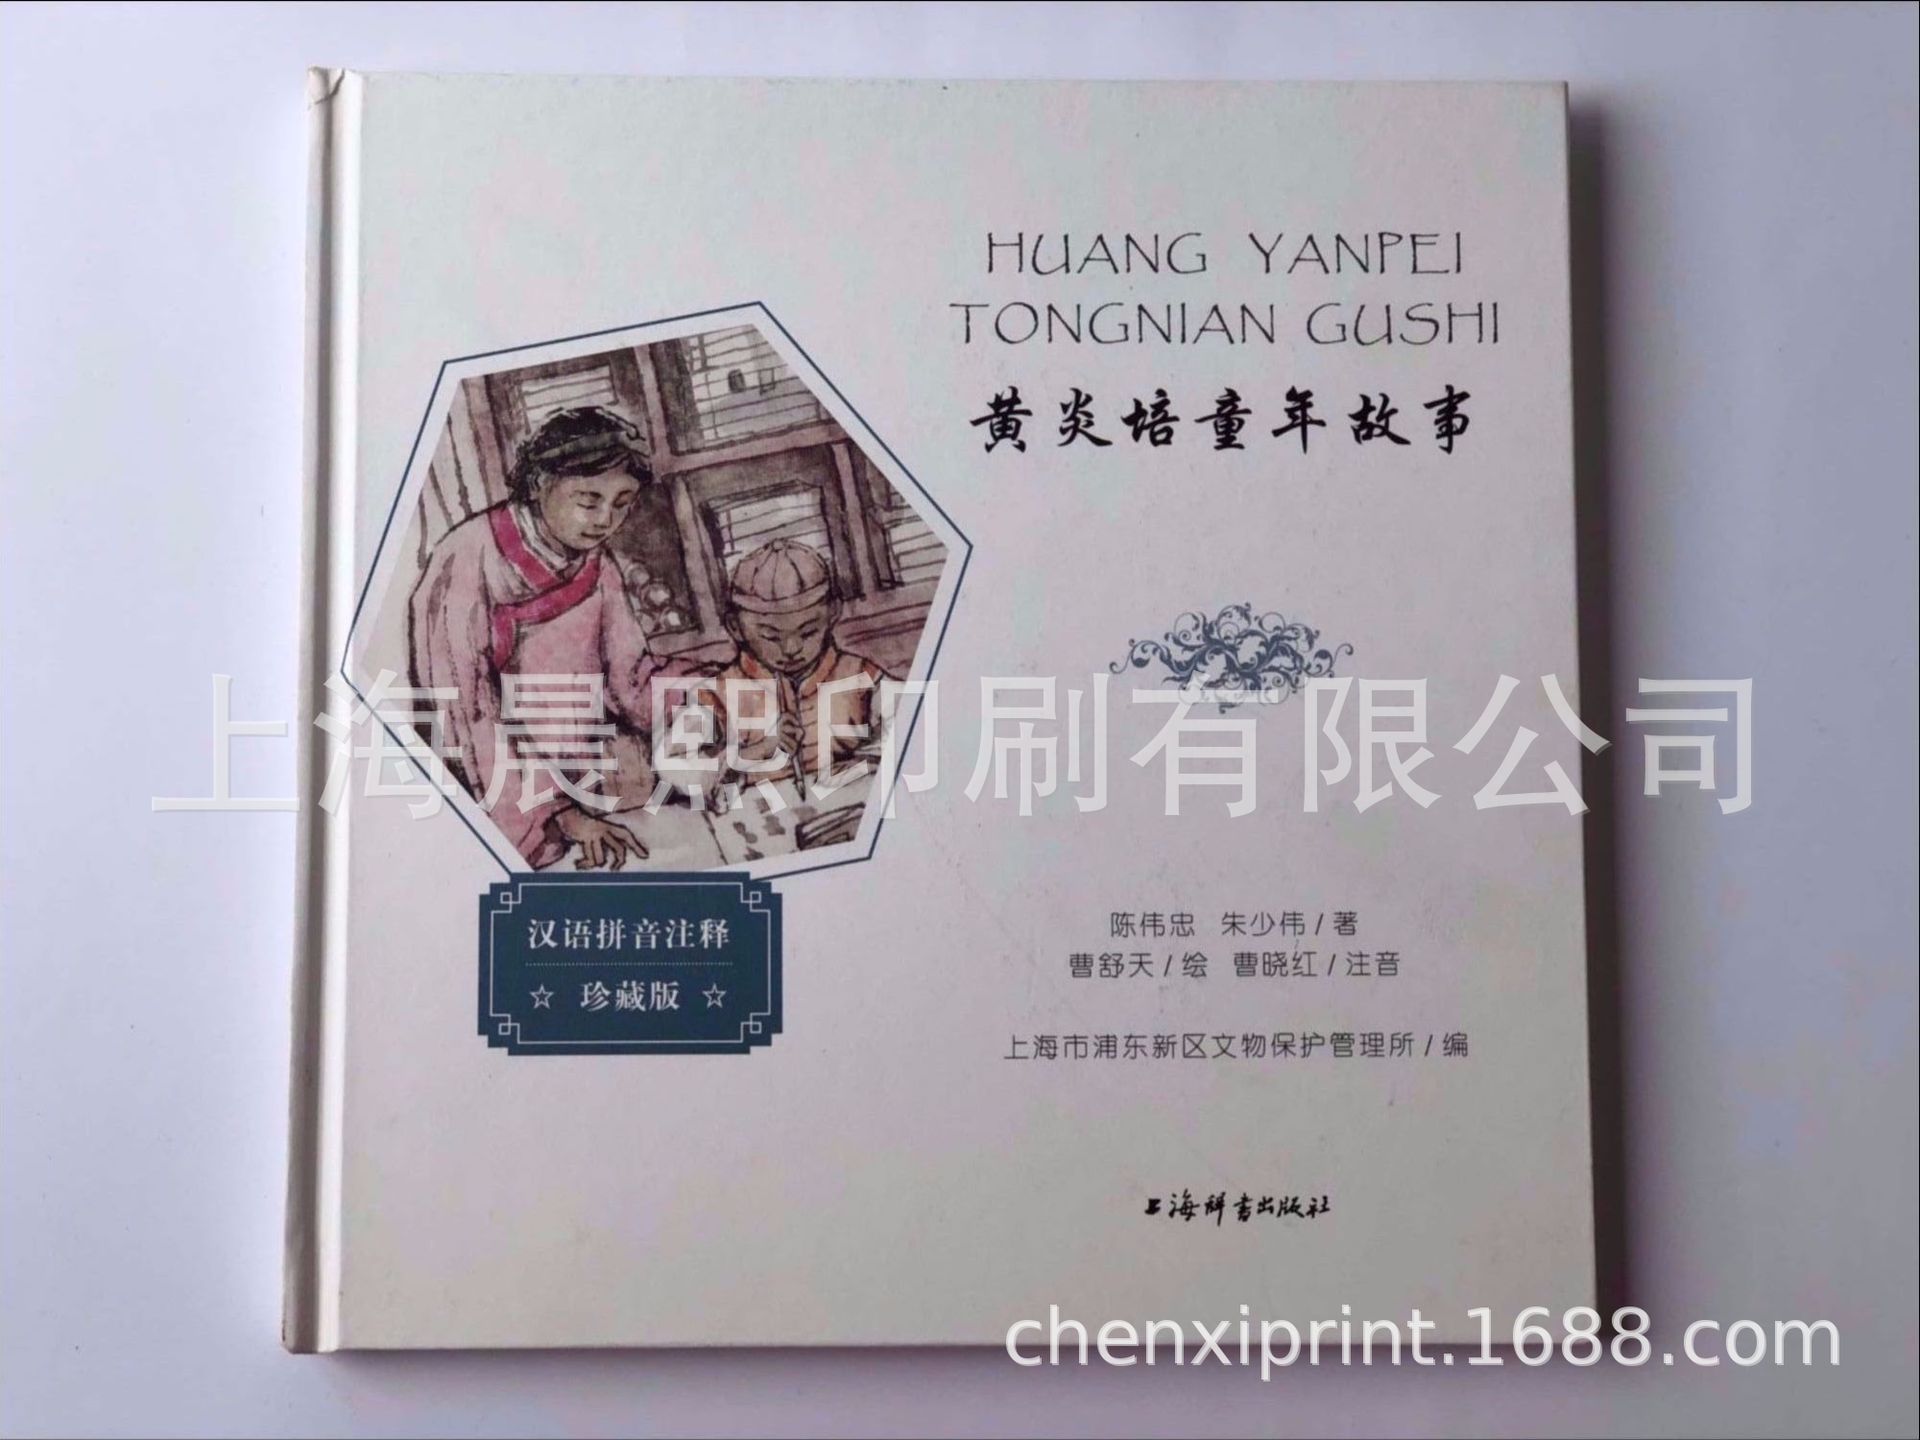 HUANG YANPEI
TONGNIAN GUSHI
黄炎培童年故事
上海晨熙印刷有限公司
汉语拼音注释
☆ 珍藏版 ☆
陈伟忠 朱少伟/著
曹舒天/绘 曹晓红/注音
上海市浦东新区文物保护管理所/编
上海辞书出版社
chenxiprint.1688.com